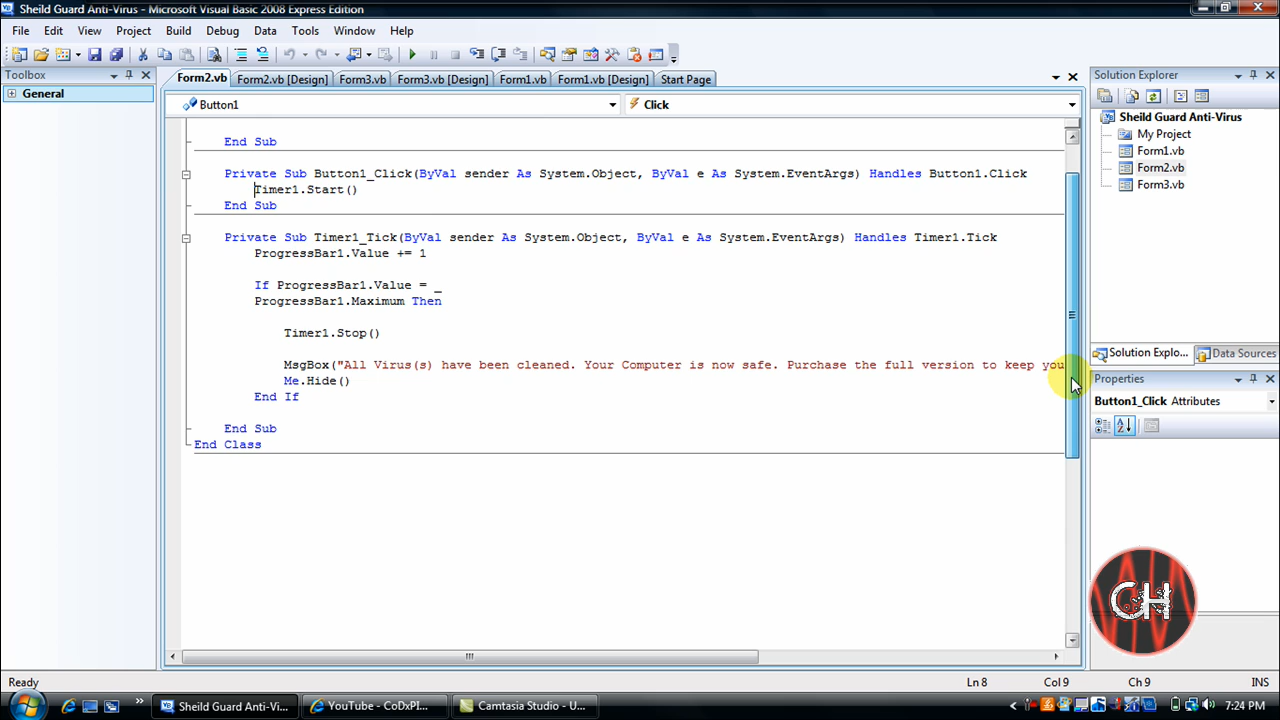 Sheild Guard Anti-Virus - Microsoft Visual Basic 2008 Express Edition
File Edit View Project Build Debug Data Tools Window Help
Toolbox
General
Form2.vb Form2.vb [Design] Form3.vb Form3.vb [Design] Form1.vb Form1.vb [Design] Start Page
Button1 Click
End Sub
Private Sub Button1_Click(ByVal sender As System.Object, ByVal e As System.EventArgs) Handles Button1.Click
Timer1.Start()
End Sub
Private Sub Timer1_Tick(ByVal sender As System.Object, ByVal e As System.EventArgs) Handles Timer1.Tick
ProgressBar1.Value += 1
If ProgressBar1.Value = _
ProgressBar1.Maximum Then
Timer1.Stop()
MsgBox("All Virus(s) have been cleaned. Your Computer is now safe. Purchase the full version to keep you
Me.Hide()
End If
End Sub
End Class
Solution Explorer
Sheild Guard Anti-Virus
My Project
Form1.vb
Form2.vb
Form3.vb
Solution Explo... Data Sources
Properties
Button1_Click Attributes
CH
Ready Ln 8 Col 9 Ch 9 INS
Sheild Guard Anti-Vi... YouTube - CoDxPI... Camtasia Studio - U... 7:24 PM